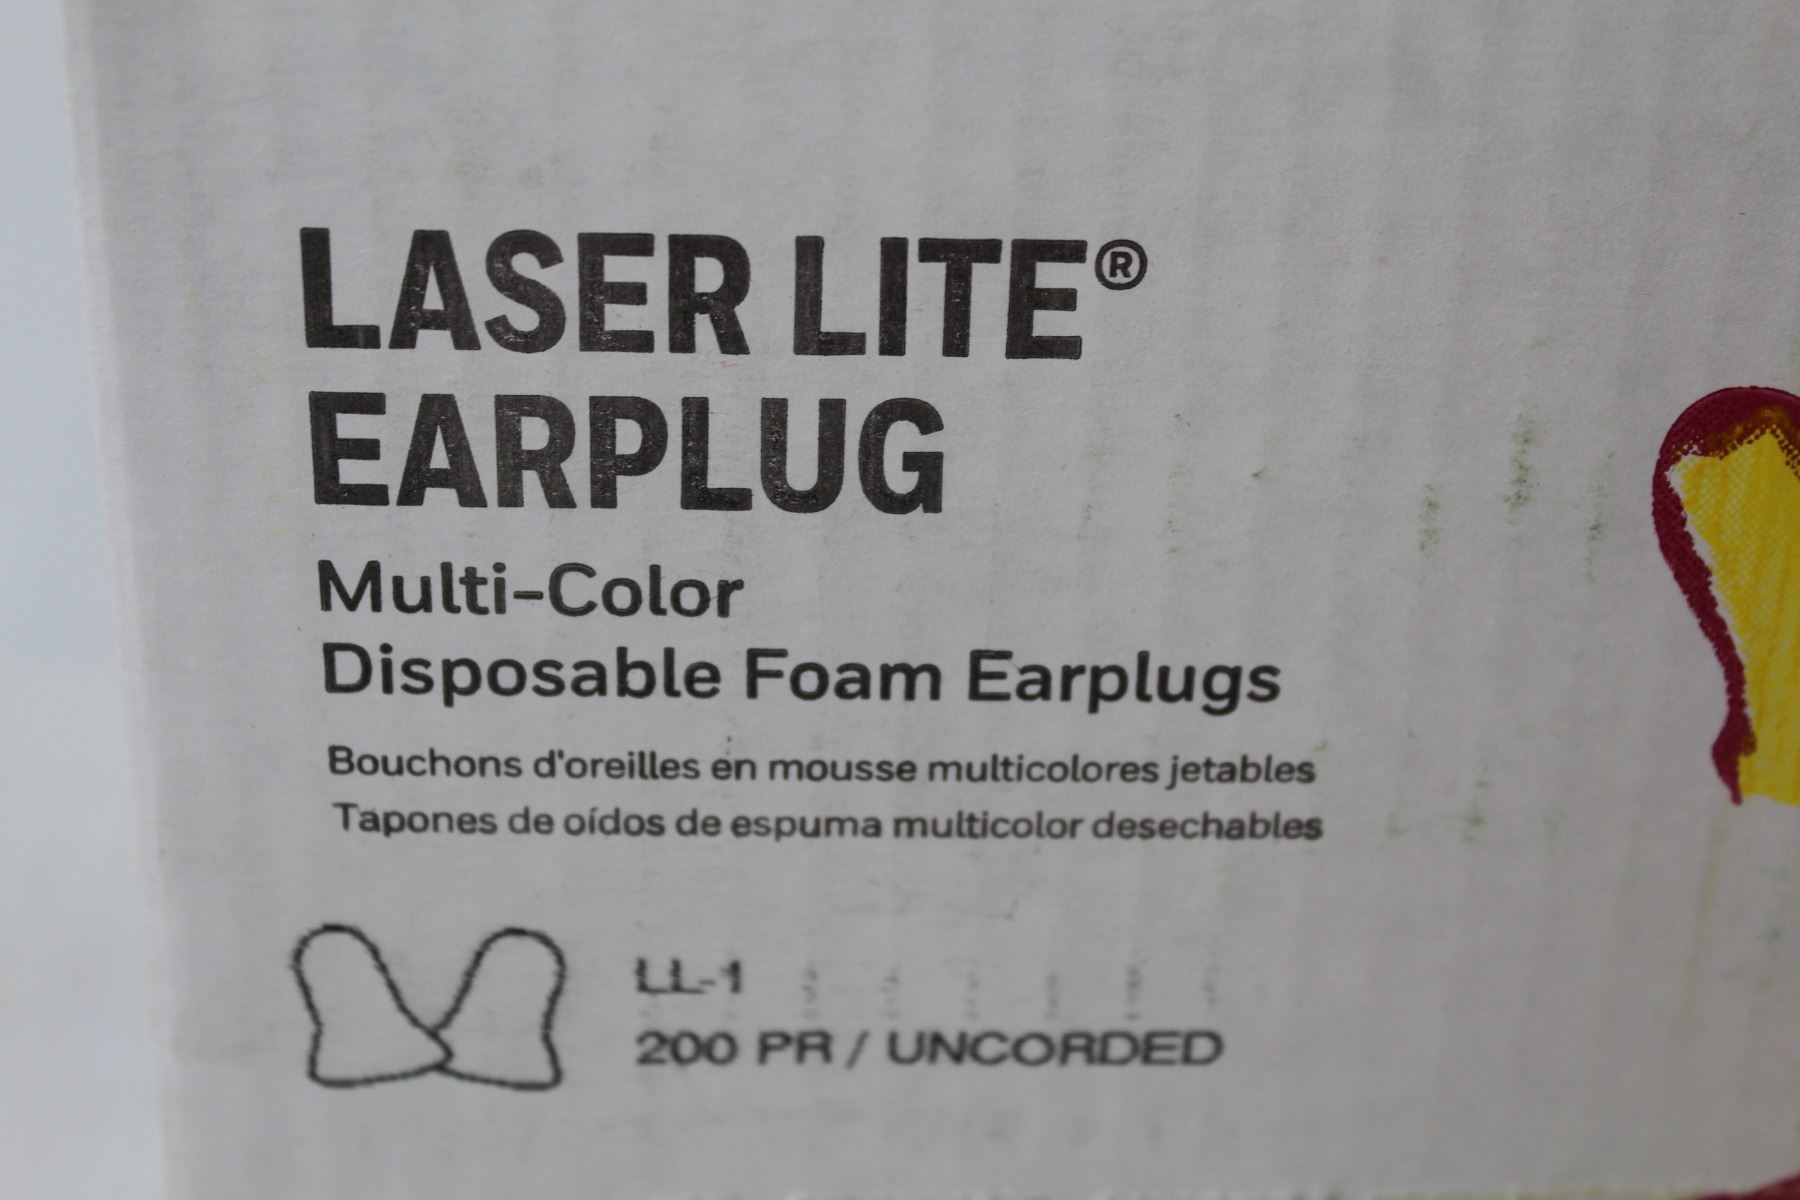 LASER LITE®
EARPLUG
Multi-Color
Disposable Foam Earplugs
Bouchons d'oreilles en mousse multicolores jetables
Tapones de oídos de espuma multicolor desechables
LL-1
200 PR / UNCORDED